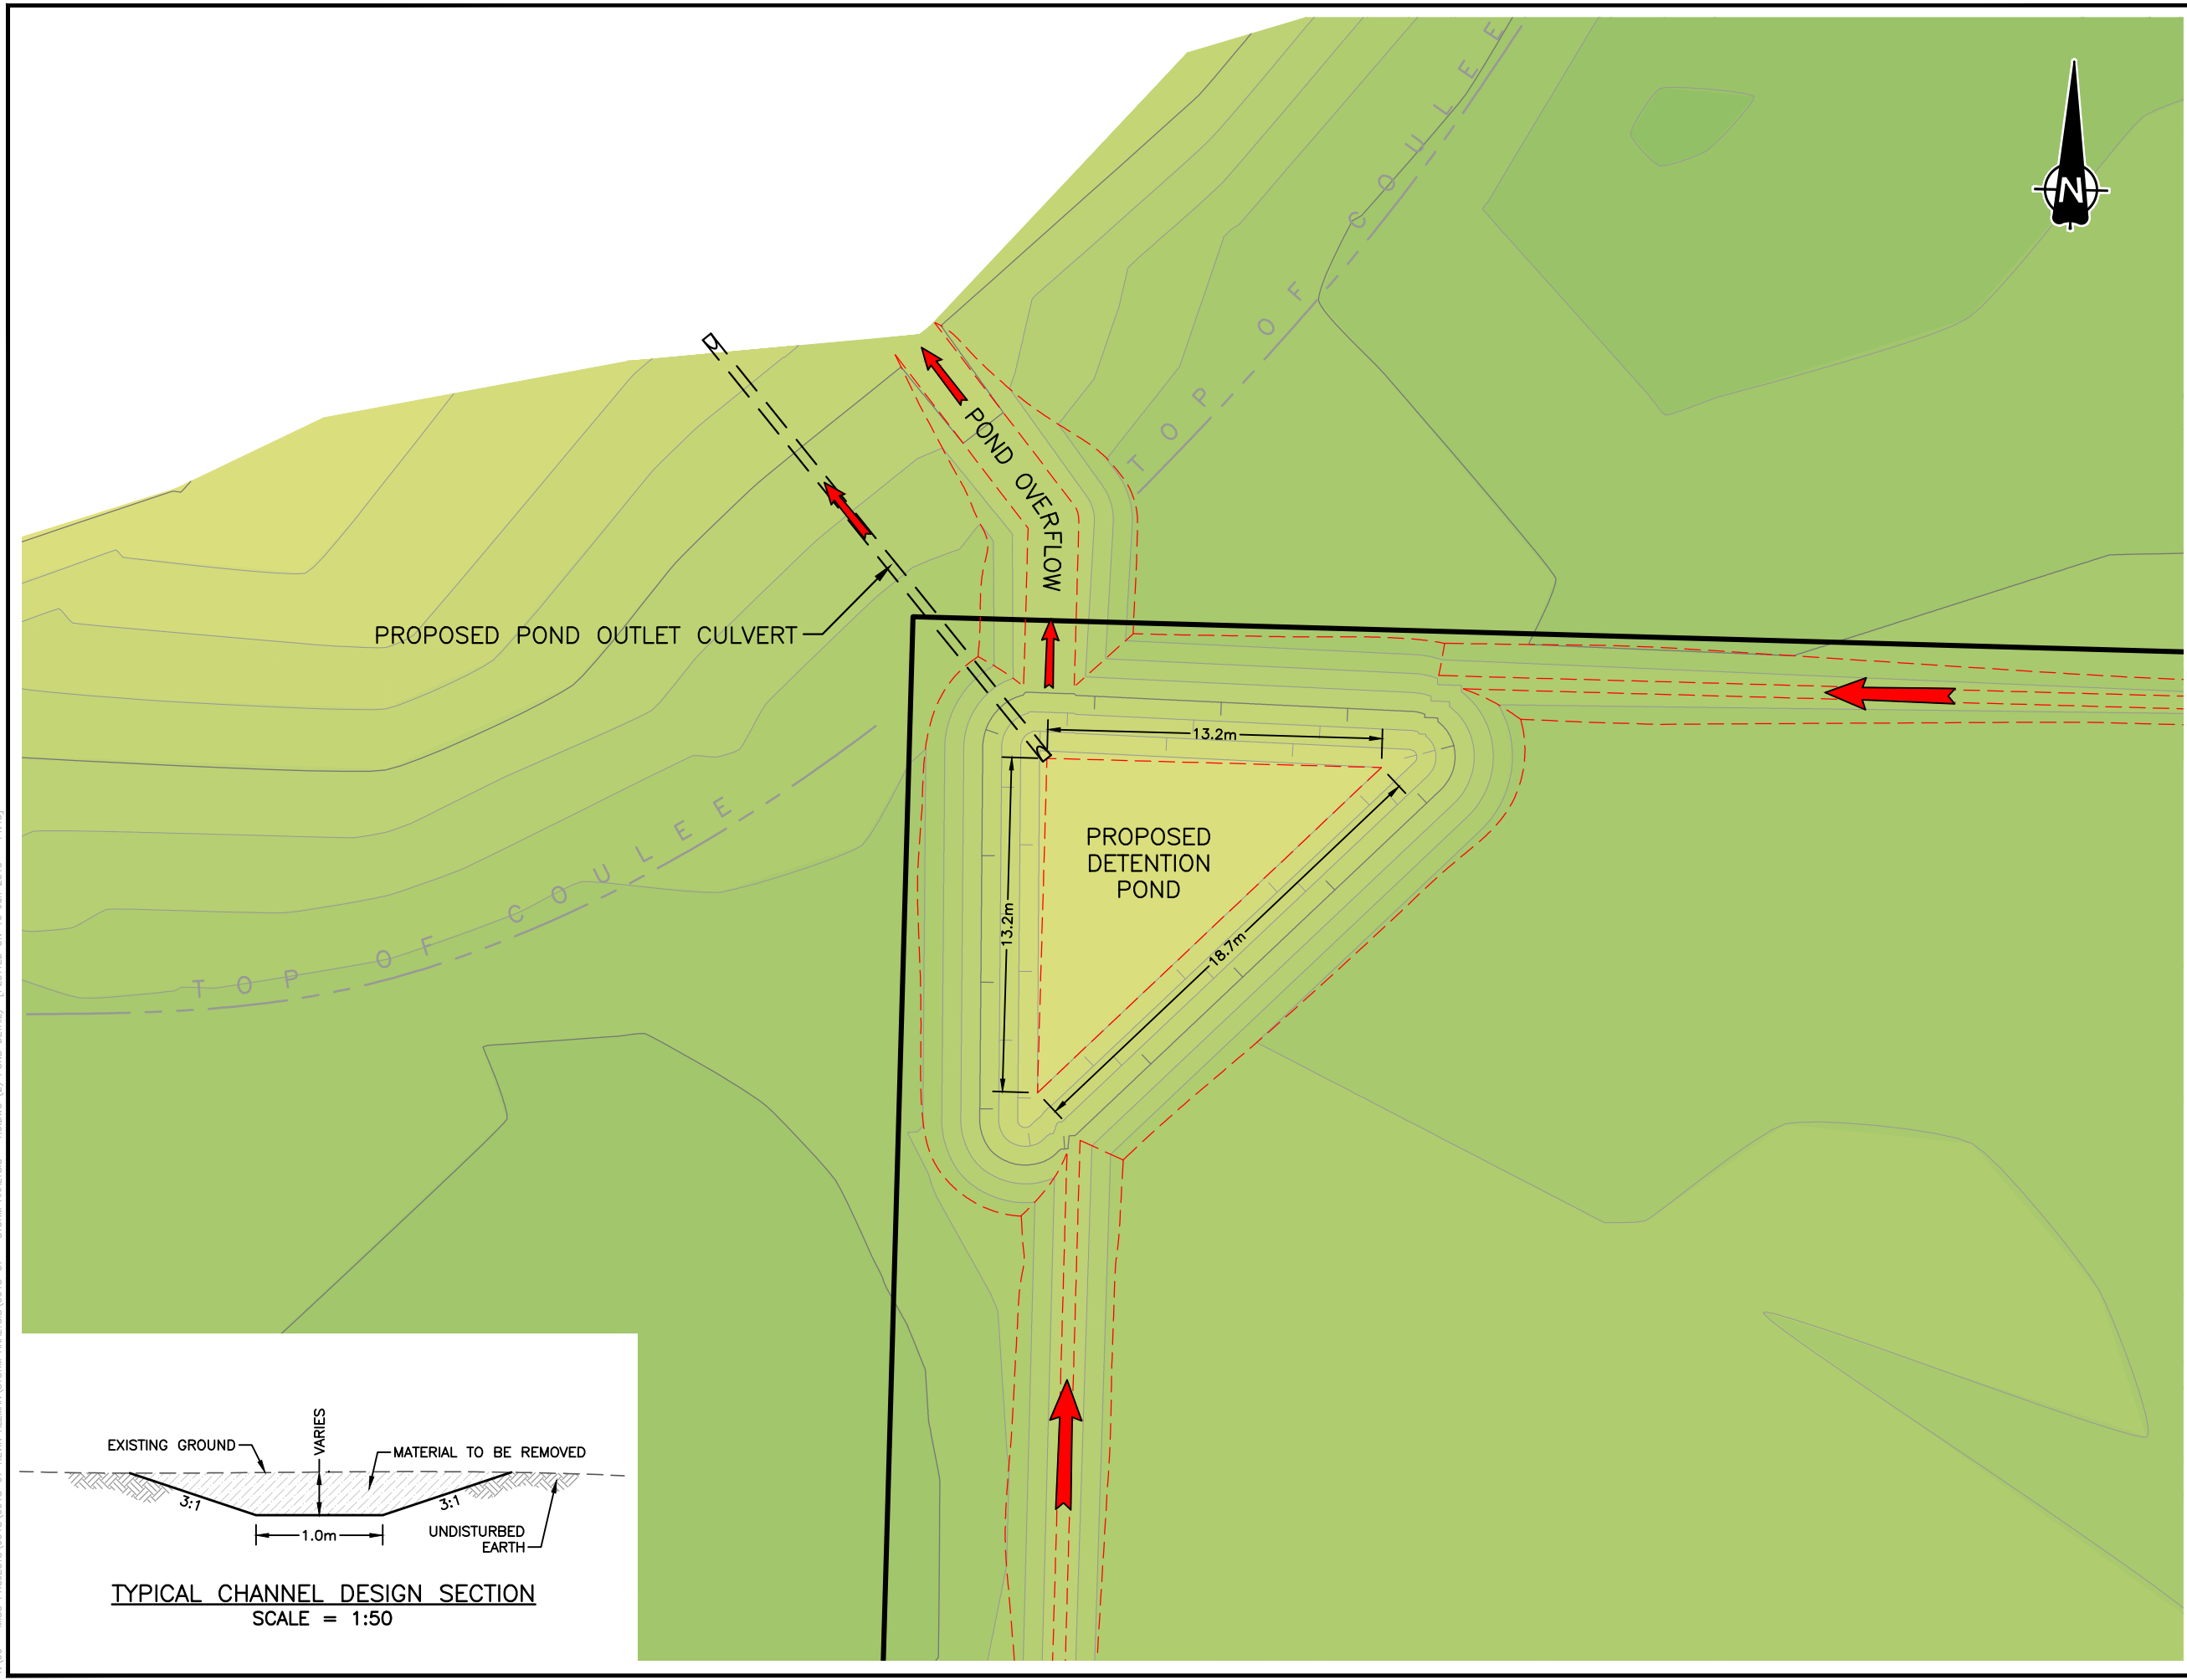 TOP OF COULEE
N
POND OVERFLOW
PROPOSED POND OUTLET CULVERT
13.2m
PROPOSED
DETENTION
POND
13.2m
18.7m
TOP OF COULEE
VARIES
EXISTING GROUND
MATERIAL TO BE REMOVED
3:1
3:1
1.0m
UNDISTURBED
EARTH
TYPICAL CHANNEL DESIGN SECTION
SCALE = 1:50